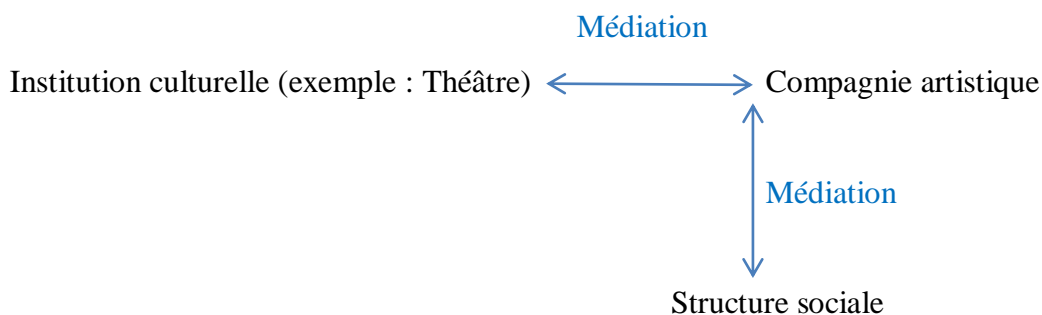 Médiation
Institution culturelle (exemple : Théâtre) Compagnie artistique
Médiation
Structure sociale